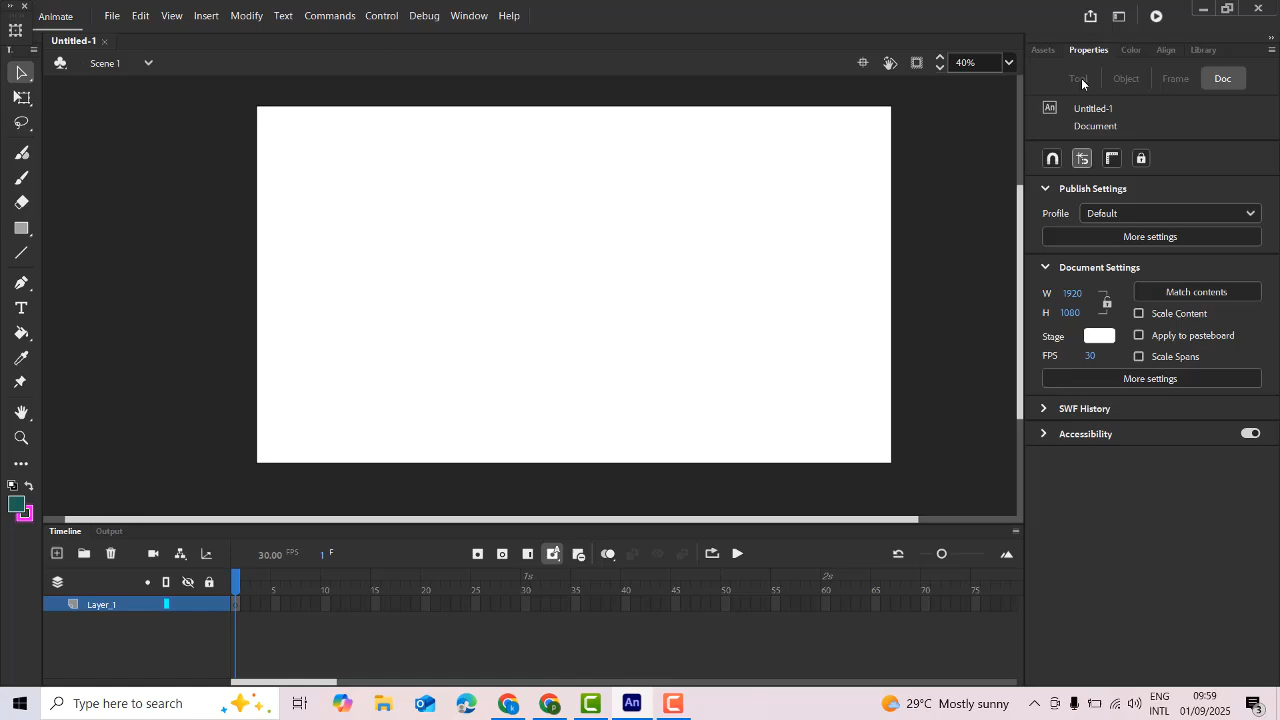 Animate File Edit View Insert Modify Text Commands Control Debug Window Help
Untitled-1
Scene 1 40%
T.
Assets Properties Color Align Library
Tool Object Frame Doc
An Untitled-1
Document
Publish Settings
Profile Default
More settings
Document Settings
W 1920 Match contents
H 1080 Scale Content
Stage Apply to pasteboard
FPS 30 Scale Spans
More settings
SWF History
Accessibility
Timeline Output
30.00 FPS 1 F
1s 2s
5 10 15 20 25 30 35 40 45 50 55 60 65 70 75
Layer_1
Type here to search An 29° Mostly sunny ENG INTL 09:59 01/09/2025 3